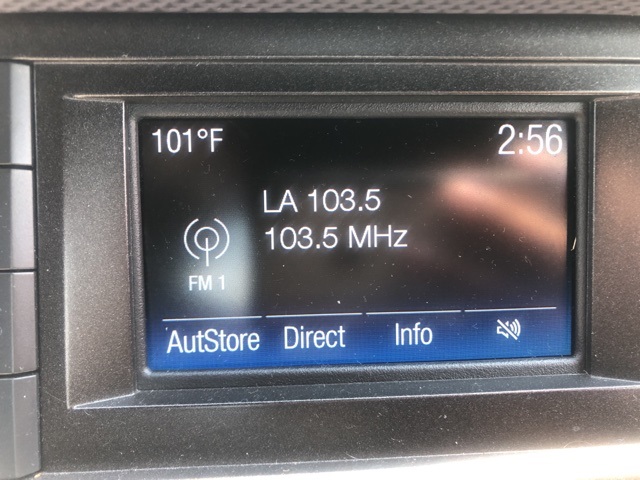 101°F 2:56
LA 103.5
103.5 MHz
FM 1
AutStore Direct Info